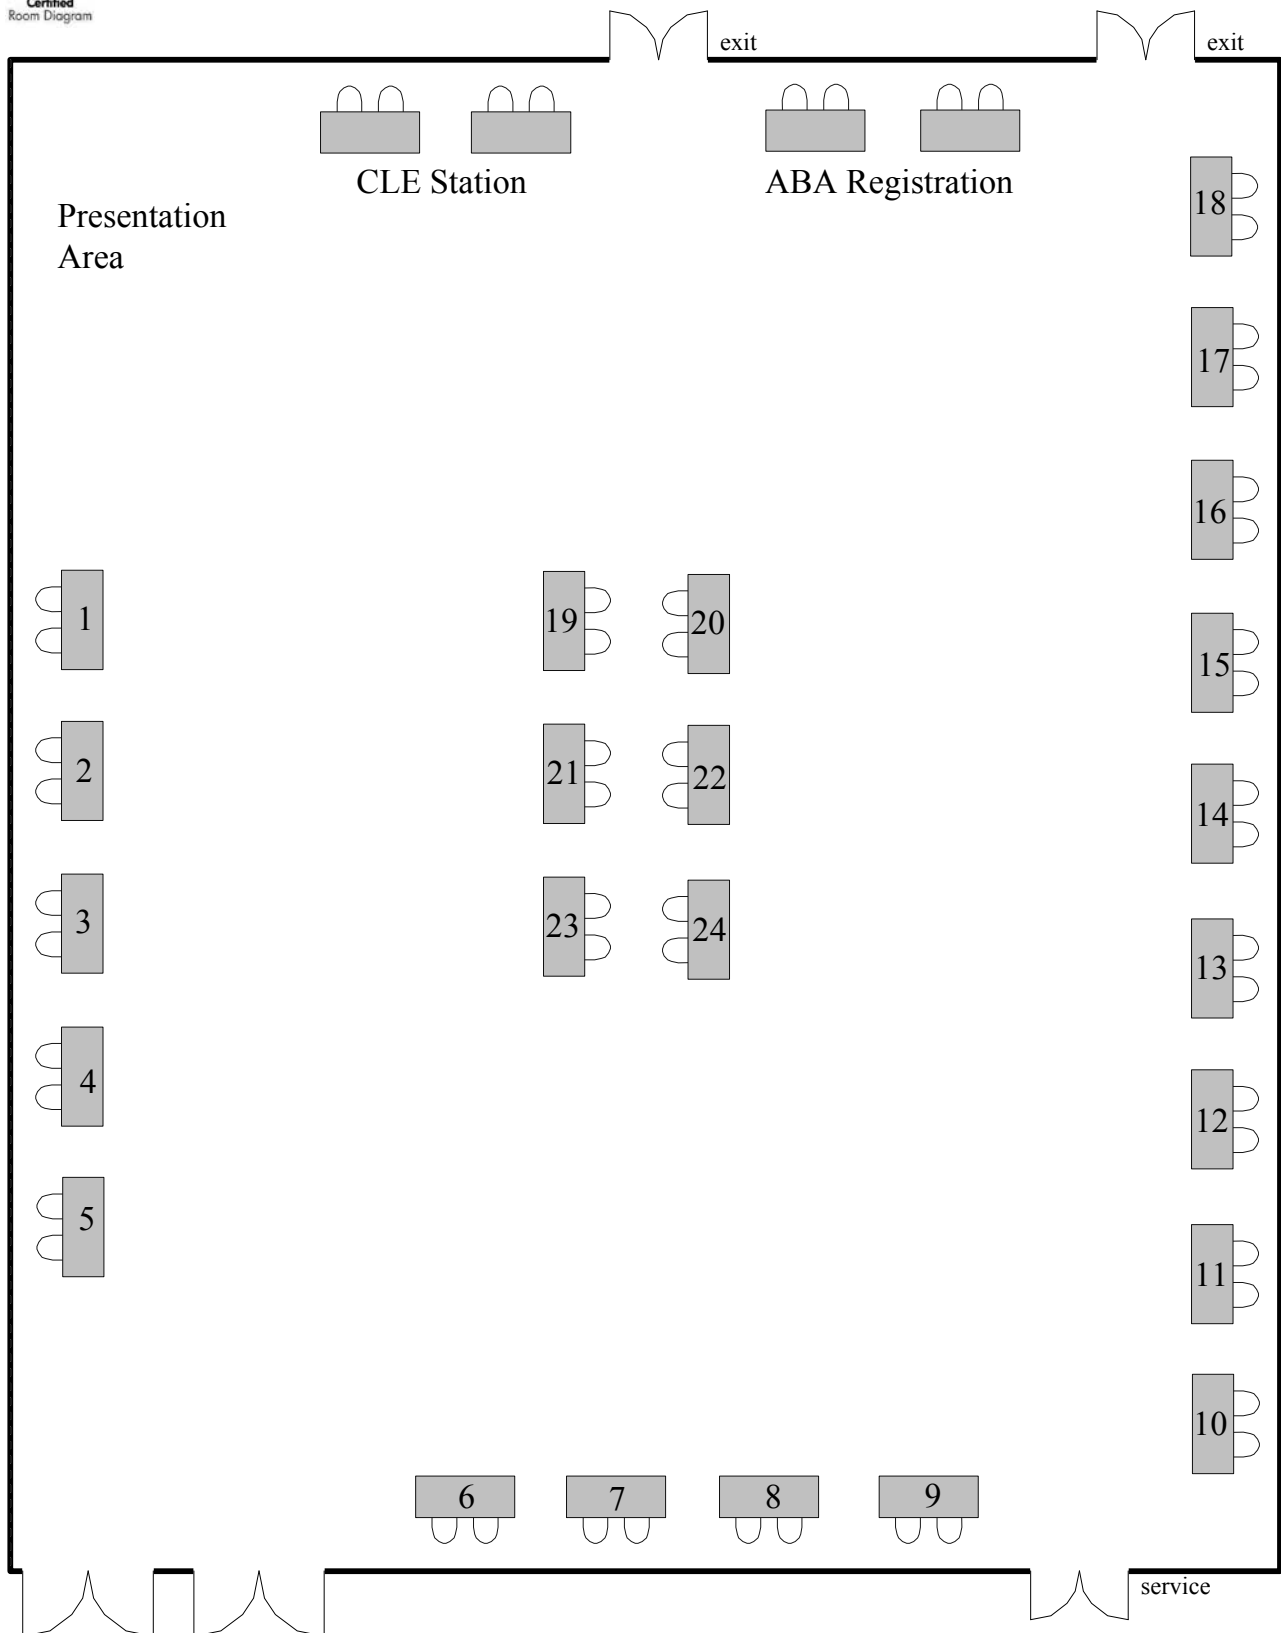 Certified
Room Diagram
exit
exit
CLE Station
ABA Registration
Presentation
Area
18
17
16
1
19
20
15
2
21
22
14
3
23
24
13
4
12
5
11
10
6
7
8
9
service